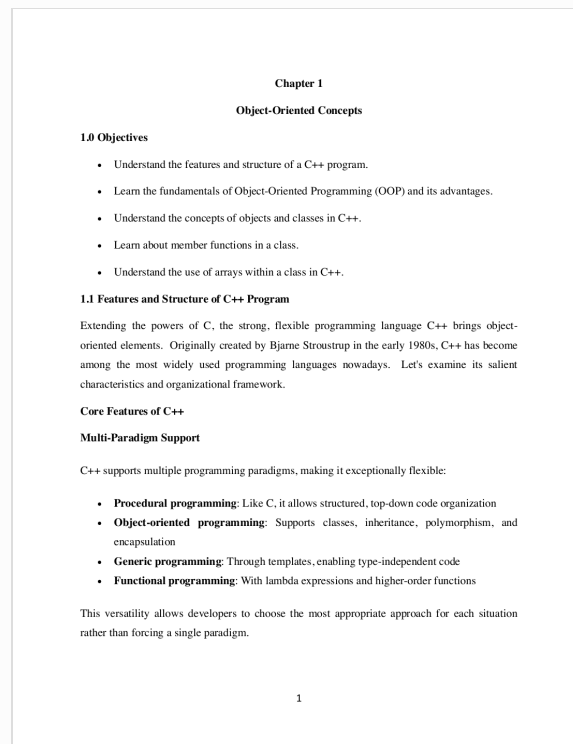 Chapter 1
Object-Oriented Concepts
1.0 Objectives
• Understand the features and structure of a C++ program.
• Learn the fundamentals of Object-Oriented Programming (OOP) and its advantages.
• Understand the concepts of objects and classes in C++.
• Learn about member functions in a class.
• Understand the use of arrays within a class in C++.
1.1 Features and Structure of C++ Program
Extending the powers of C, the strong, flexible programming language C++ brings object-
oriented elements. Originally created by Bjarne Stroustrup in the early 1980s, C++ has become
among the most widely used programming languages nowadays. Let's examine its salient
characteristics and organizational framework.
Core Features of C++
Multi-Paradigm Support
C++ supports multiple programming paradigms, making it exceptionally flexible:
• Procedural programming: Like C, it allows structured, top-down code organization
• Object-oriented programming: Supports classes, inheritance, polymorphism, and
encapsulation
• Generic programming: Through templates, enabling type-independent code
• Functional programming: With lambda expressions and higher-order functions
This versatility allows developers to choose the most appropriate approach for each situation
rather than forcing a single paradigm.
1